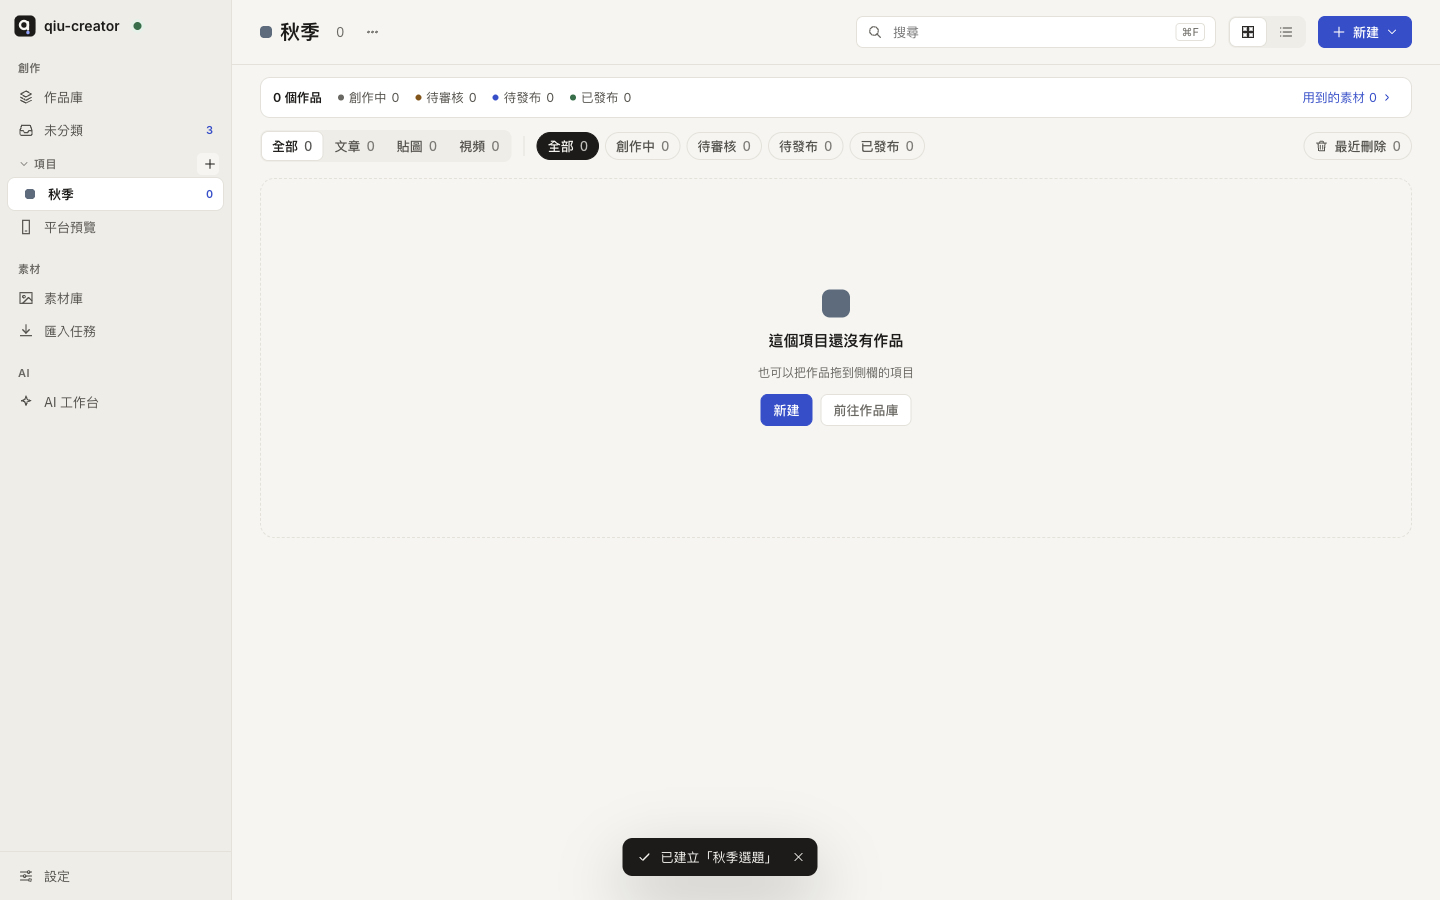 qiu-creator
創作
作品庫
未分類 3
項目
秋季 0
平台預覽
素材
素材庫
匯入任務
AI
AI 工作台
設定
秋季 0
搜尋 ⌘F
新建
0 個作品 創作中 0 待審核 0 待發布 0 已發布 0 用到的素材 0
全部 0 文章 0 貼圖 0 視頻 0 全部 0 創作中 0 待審核 0 待發布 0 已發布 0 最近刪除 0
這個項目還沒有作品
也可以把作品拖到側欄的項目
新建 前往作品庫
已建立「秋季選題」